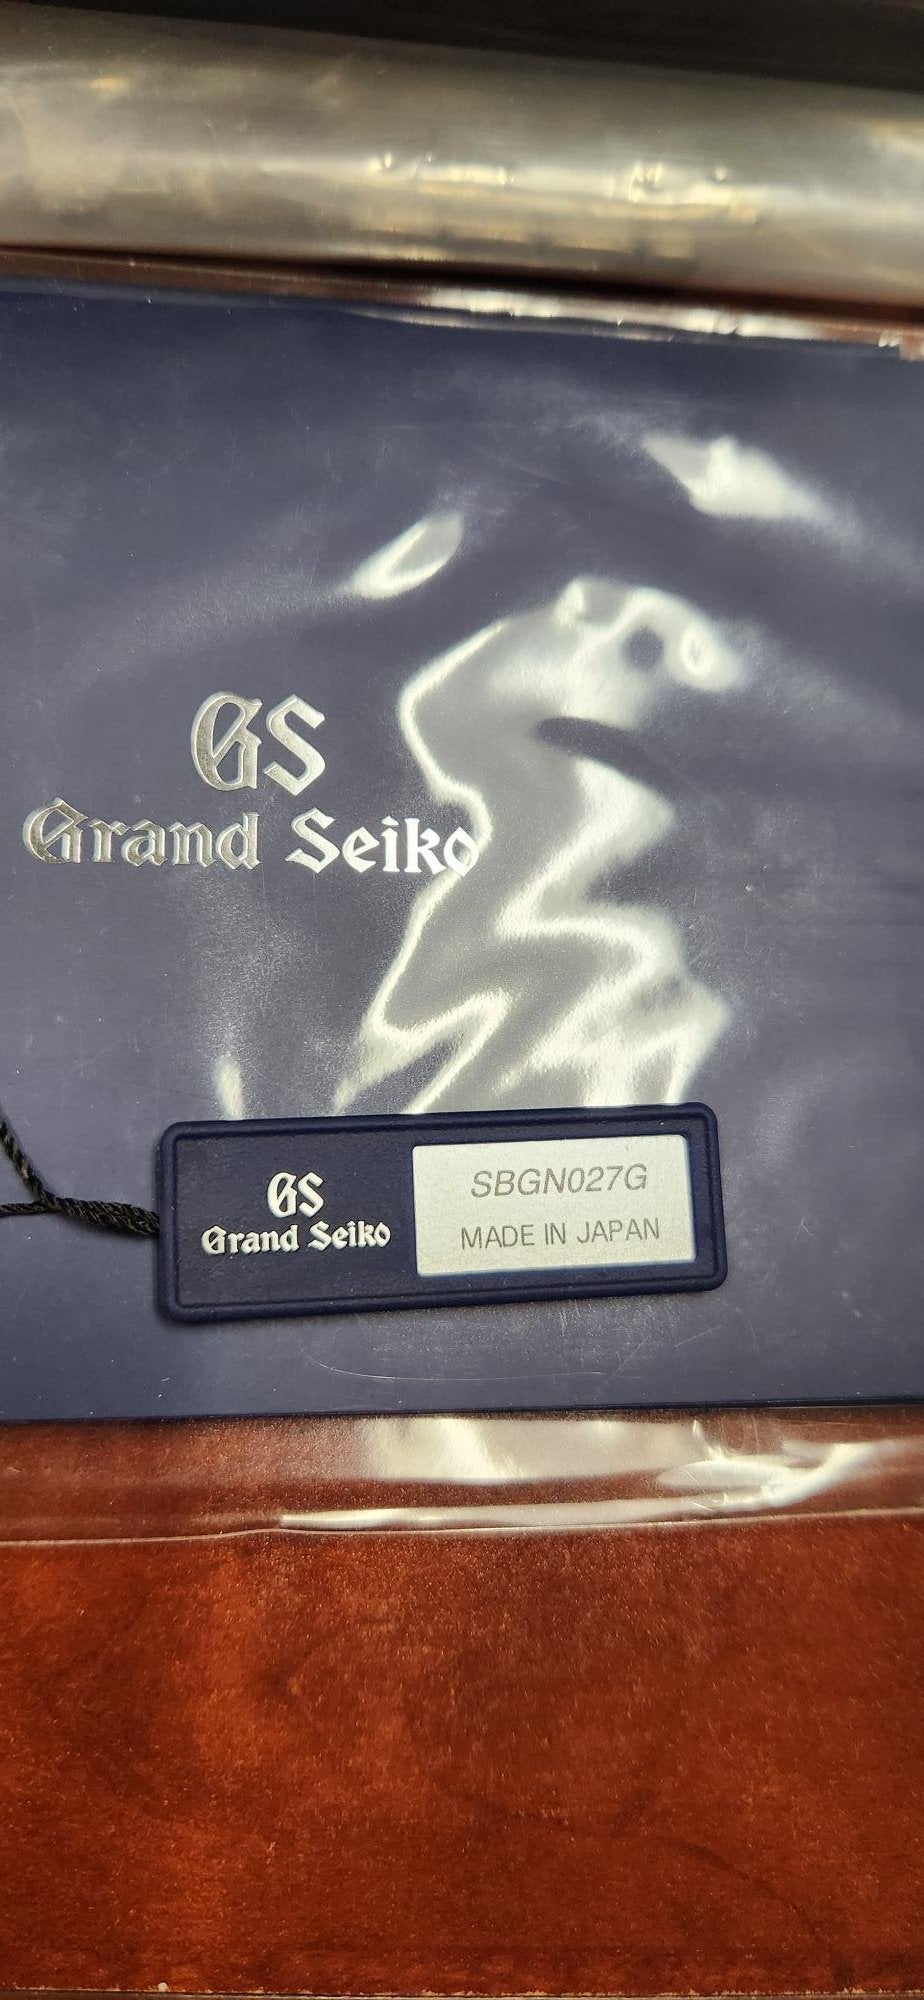 GS
Grand Seiko
GS
Grand Seiko
SBGN027G
MADE IN JAPAN